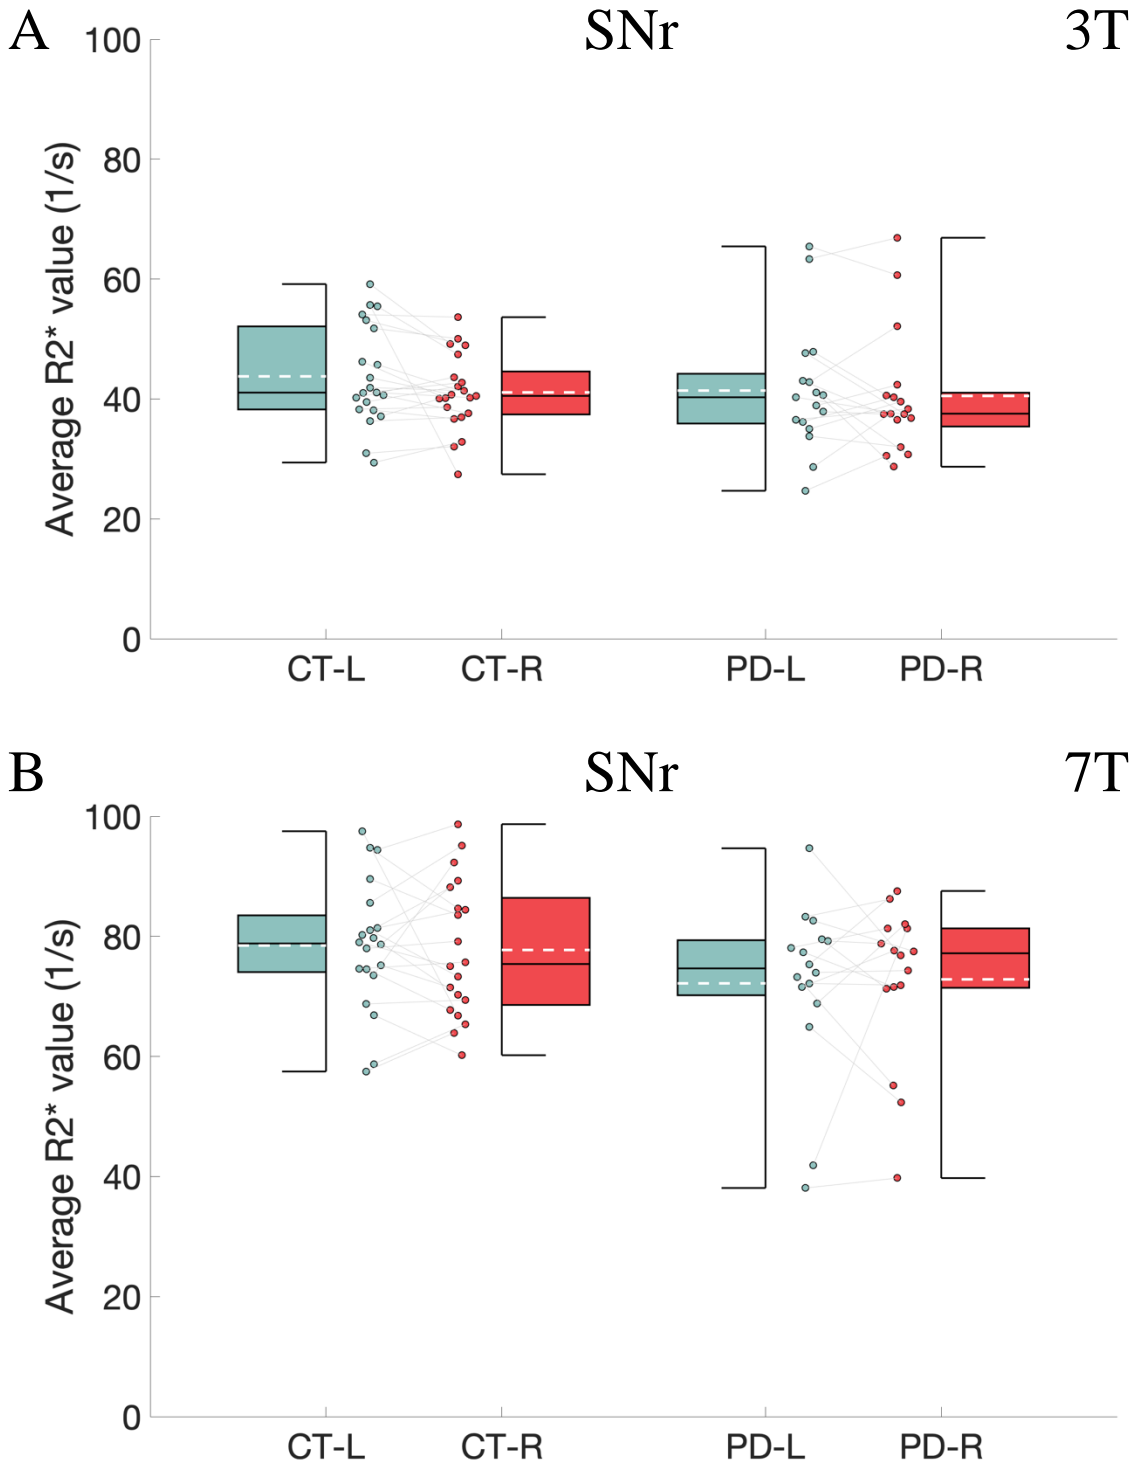 A SNr 3T
100
80
60
40
20
0
Average R2* value (1/s)
CT-L CT-R PD-L PD-R
B SNr 7T
100
80
60
40
20
0
Average R2* value (1/s)
CT-L CT-R PD-L PD-R